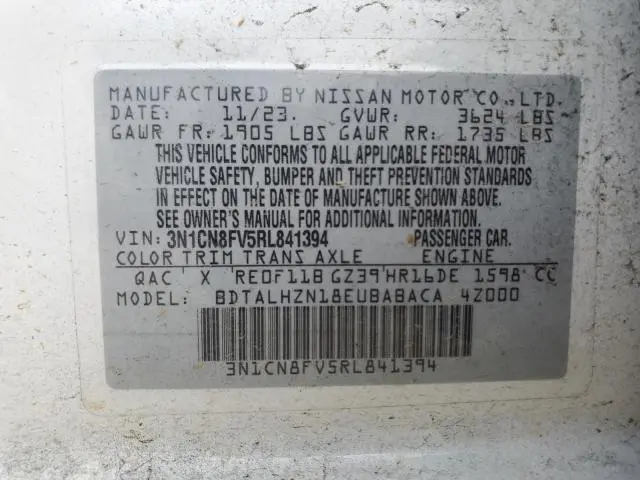 MANUFACTURED BY NISSAN MOTOR CO., LTD.
DATE: 11/23. GVWR: 3624 LBS
GAWR FR: 1905 LBS GAWR RR: 1735 LBS
THIS VEHICLE CONFORMS TO ALL APPLICABLE FEDERAL MOTOR
VEHICLE SAFETY, BUMPER AND THEFT PREVENTION STANDARDS
IN EFFECT ON THE DATE OF MANUFACTURE SHOWN ABOVE.
SEE OWNER'S MANUAL FOR ADDITIONAL INFORMATION.
VIN: 3N1CN8FV5RL841394 PASSENGER CAR.
COLOR TRIM TRANS AXLE ENGINE
QAC X RE0F11B GZ39 HR16DE 1598 CC
MODEL: BDTALHZN18EUBABACA 4Z000
3N1CN8FV5RL841394